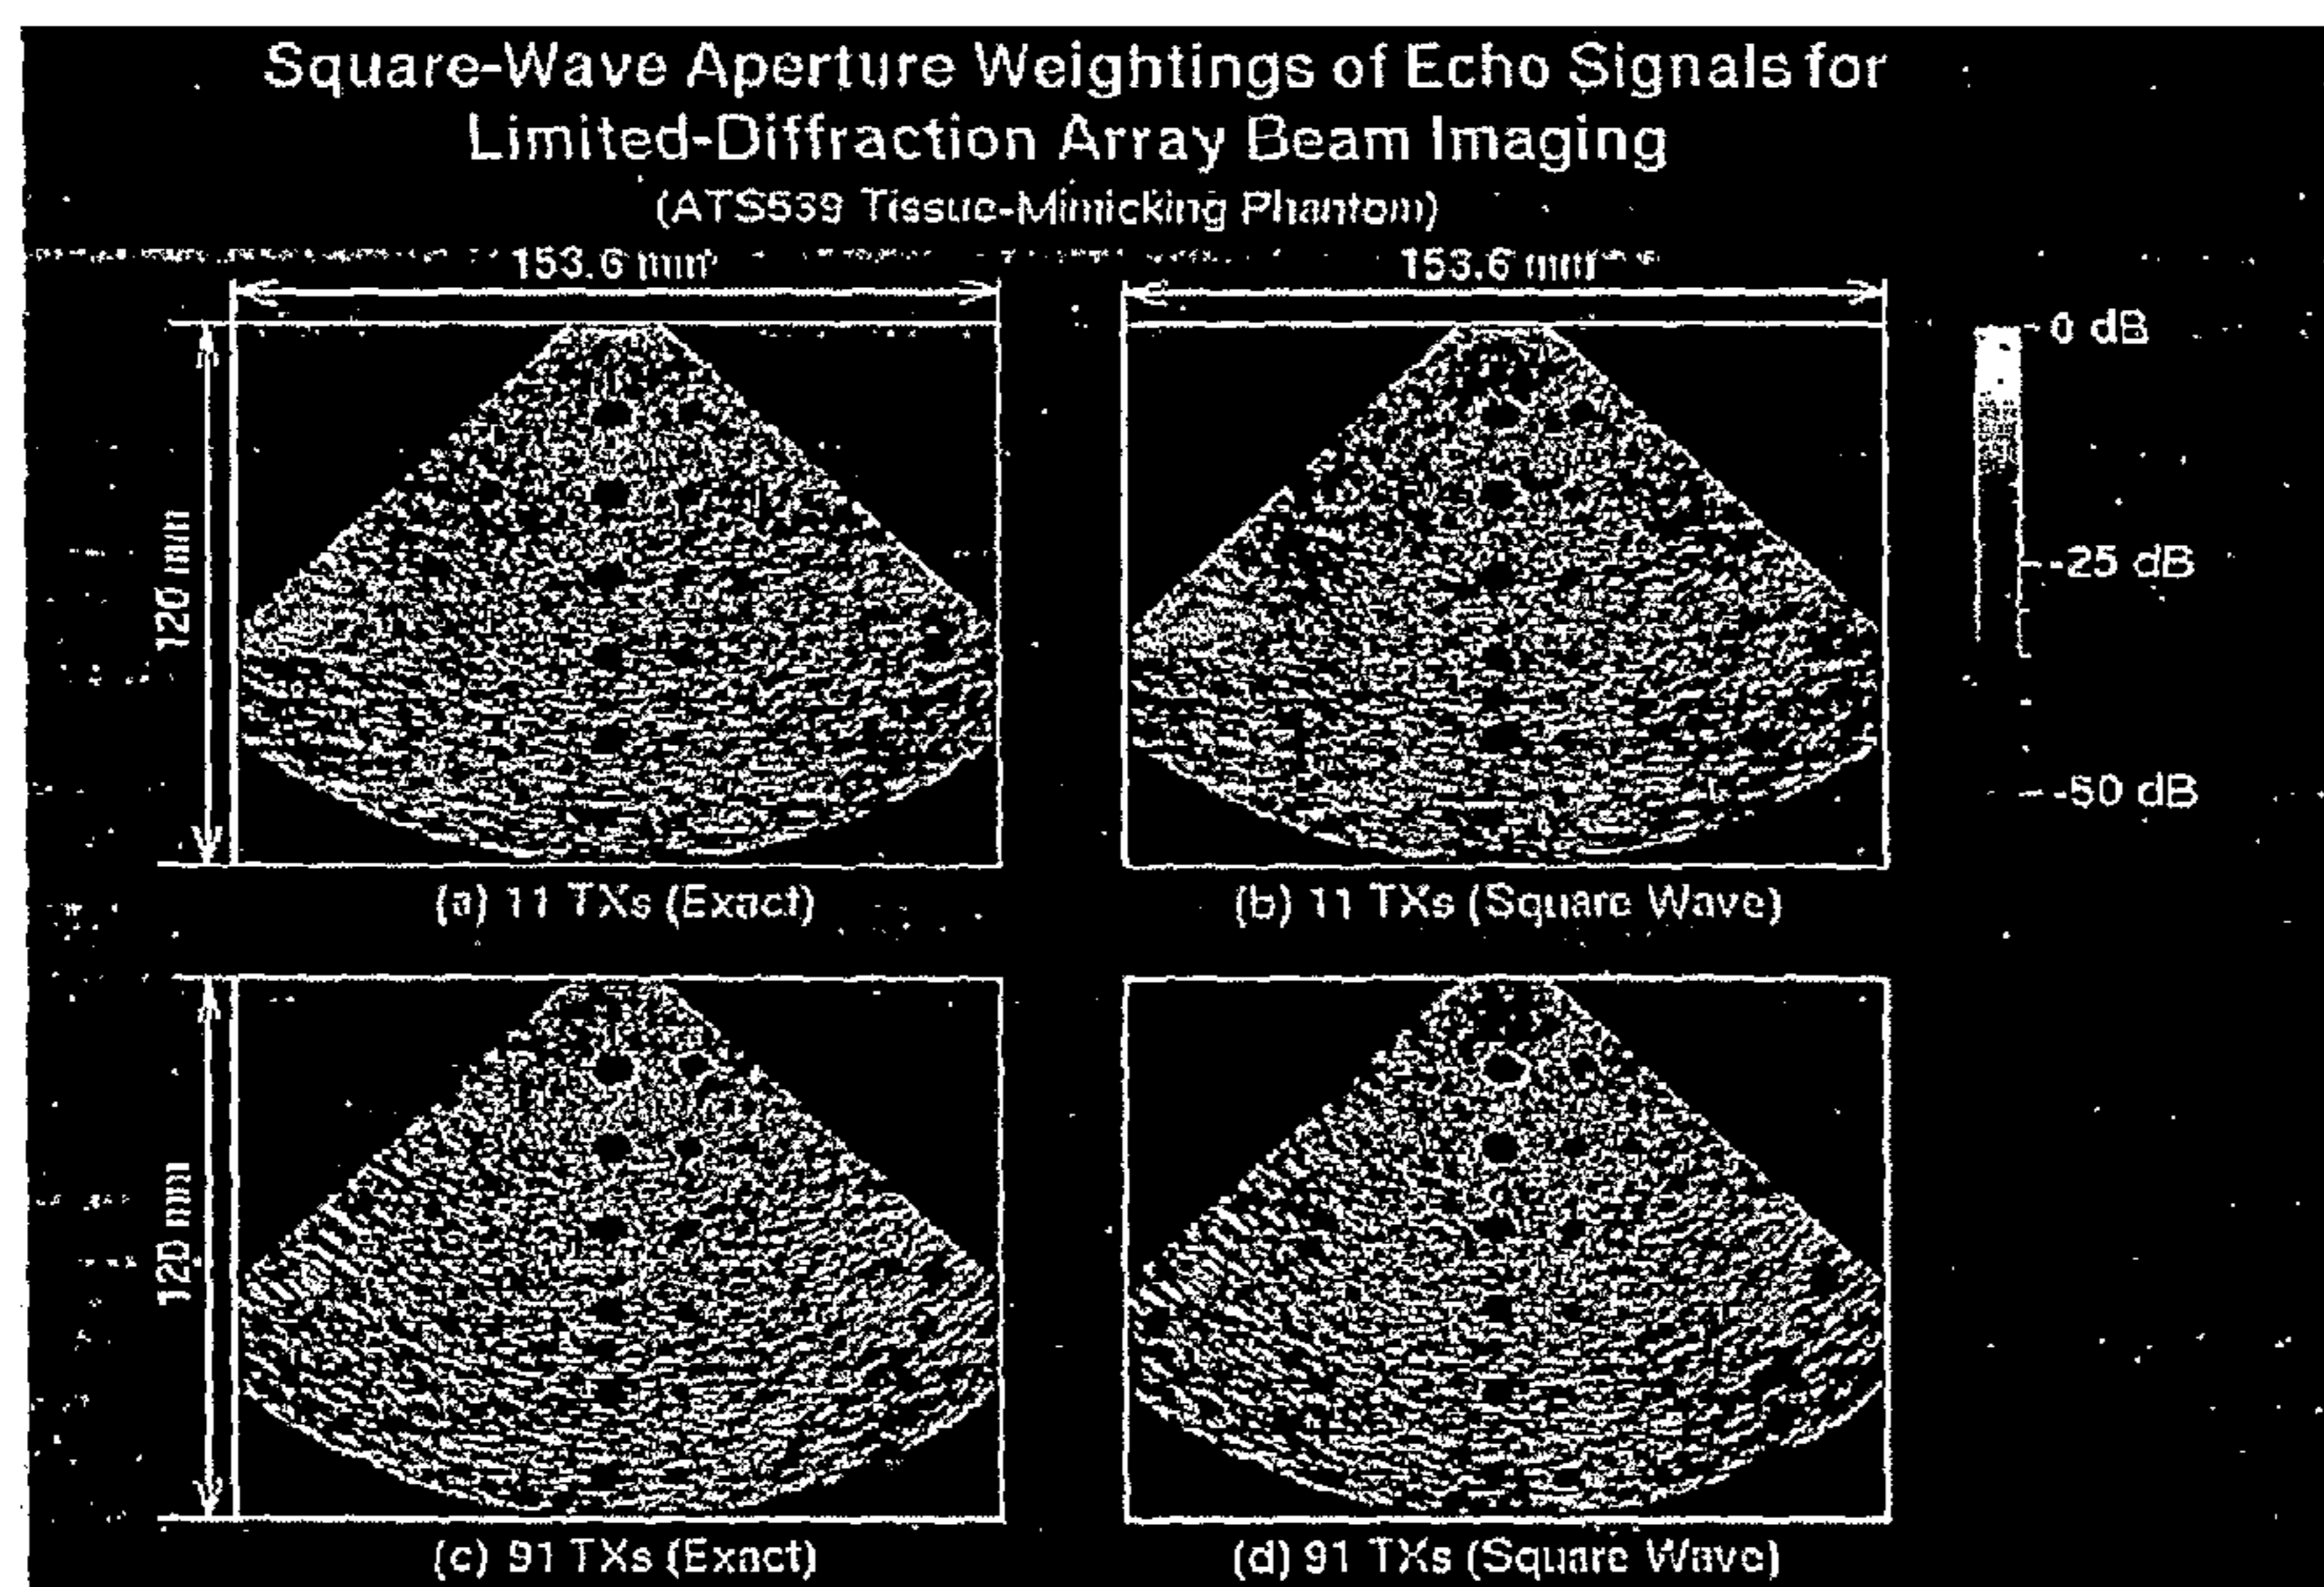 Square-Wave Aperture Weightings of Echo Signals for
Limited-Diffraction Array Beam Imaging
(ATS539 Tissue-Mimicking Phantom)
153.6 mm
153.6 mm
120 mm
0 dB
-25 dB
-50 dB
(a) 11 TXs (Exact)
(b) 11 TXs (Square Wave)
120 mm
(c) 91 TXs (Exact)
(d) 91 TXs (Square Wave)